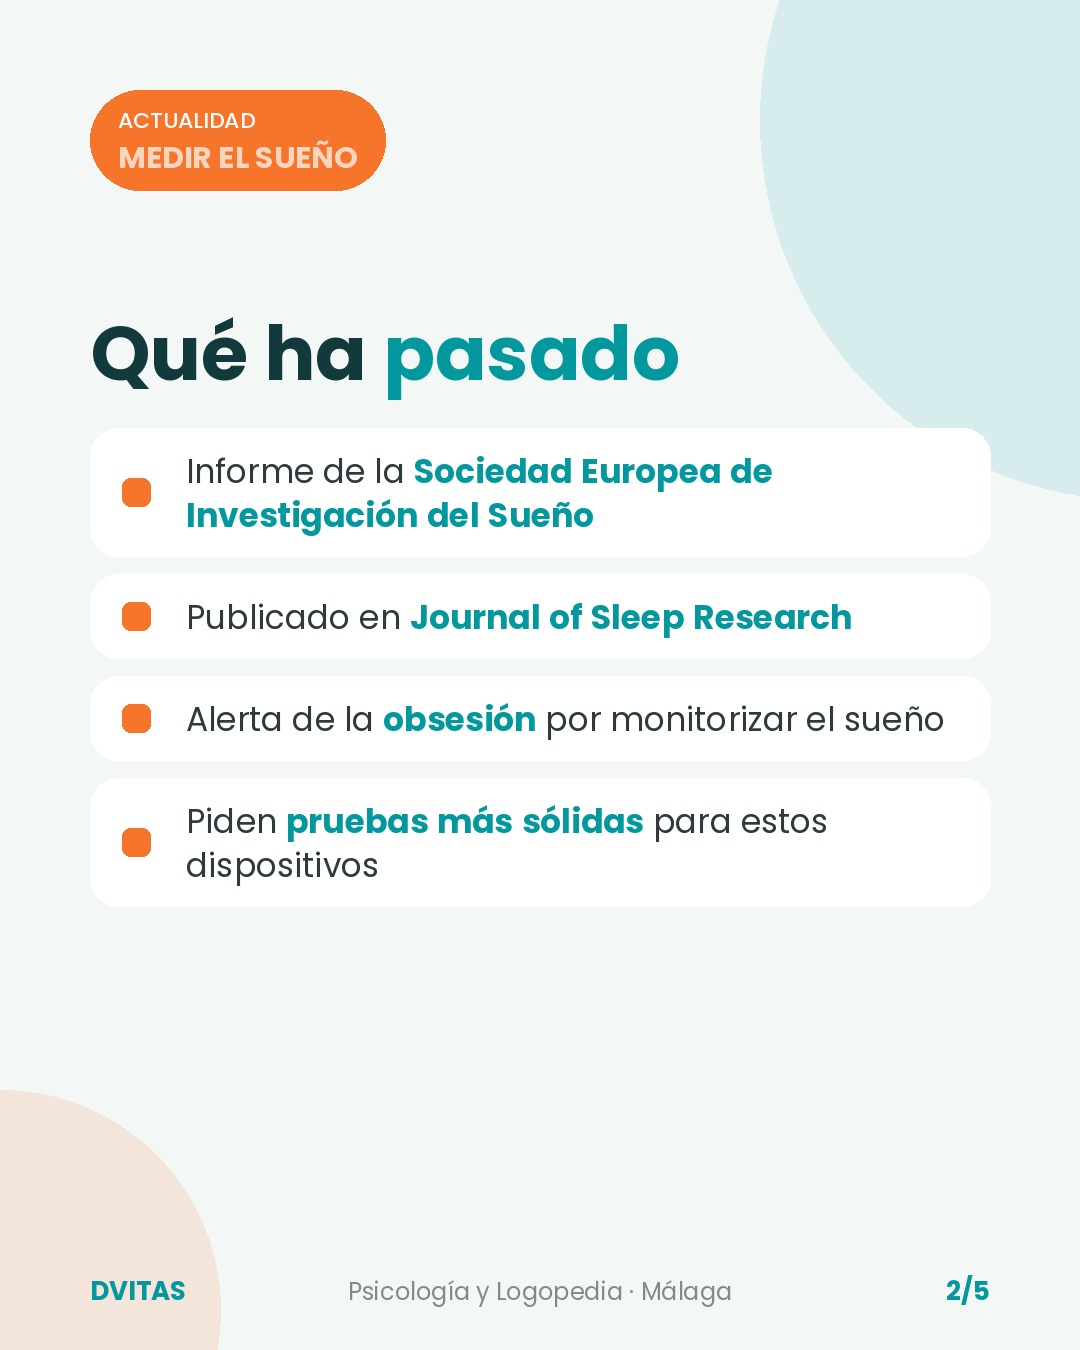 ACTUALIDAD
MEDIR EL SUEÑO
Qué ha pasado
Informe de la Sociedad Europea de
Investigación del Sueño
Publicado en Journal of Sleep Research
Alerta de la obsesión por monitorizar el sueño
Piden pruebas más sólidas para estos
dispositivos
DVITAS
Psicología y Logopedia · Málaga
2/5